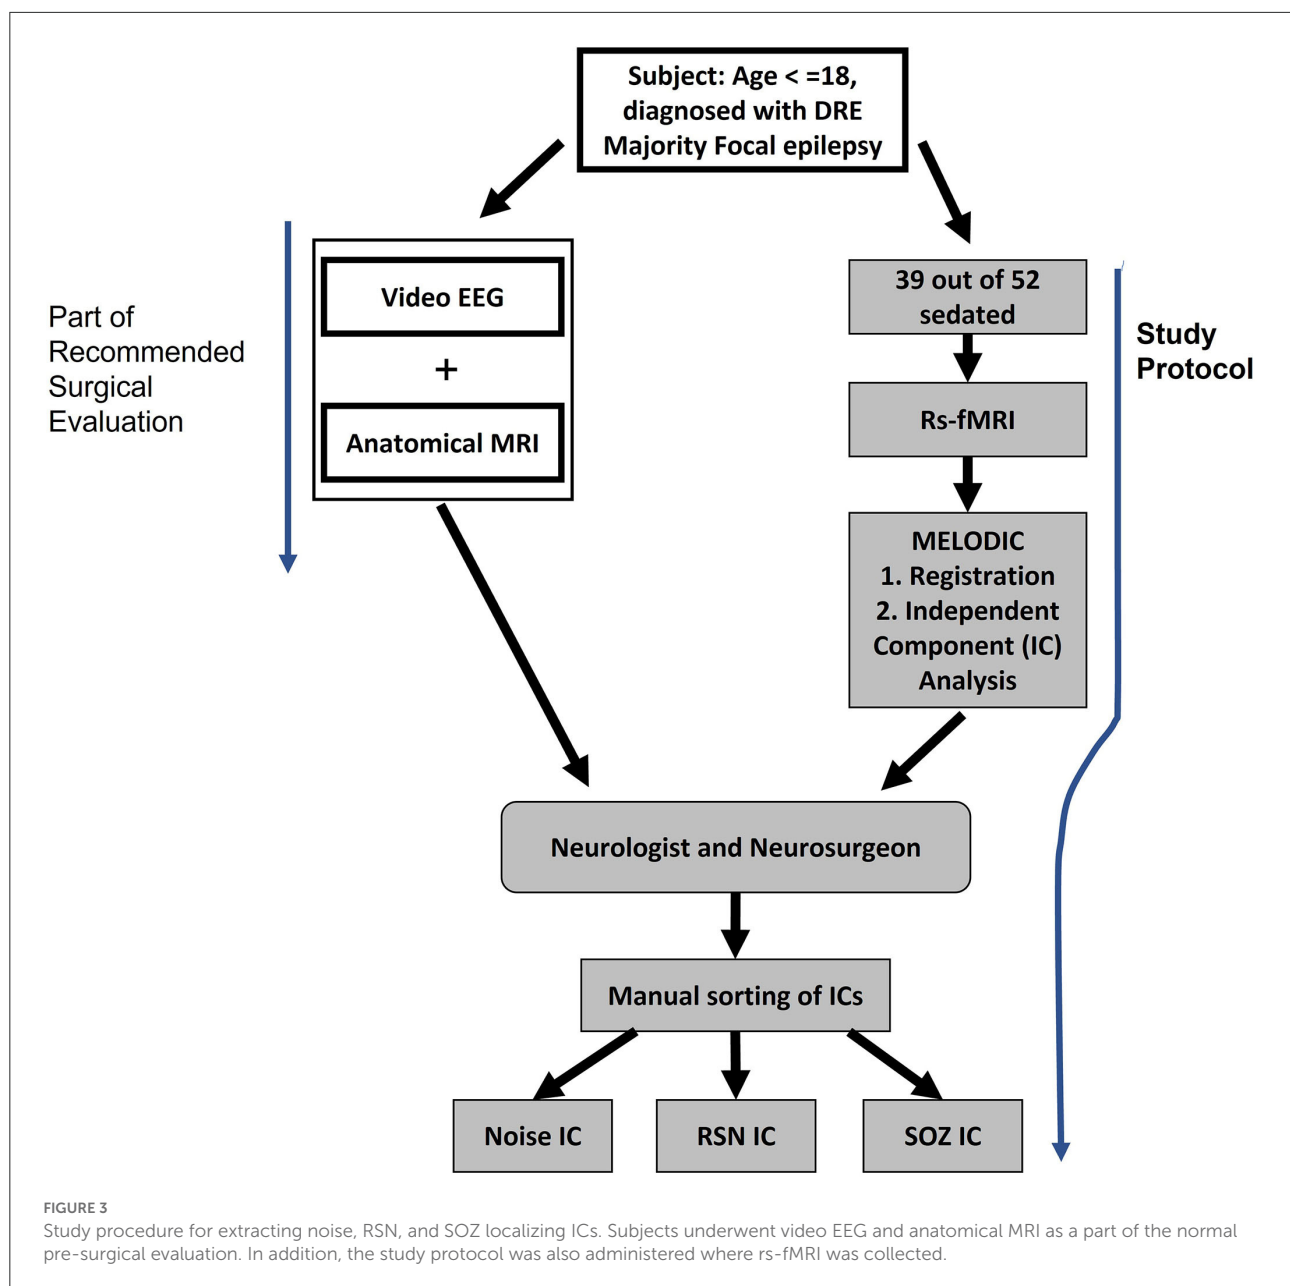 Subject: Age < =18,
diagnosed with DRE
Majority Focal epilepsy
Part of
Recommended
Surgical
Evaluation
Video EEG
+
Anatomical MRI
39 out of 52
sedated
Rs-fMRI
MELODIC
1. Registration
2. Independent
Component (IC)
Analysis
Study
Protocol
Neurologist and Neurosurgeon
Manual sorting of ICs
Noise IC
RSN IC
SOZ IC
FIGURE 3
Study procedure for extracting noise, RSN, and SOZ localizing ICs. Subjects underwent video EEG and anatomical MRI as a part of the normal
pre-surgical evaluation. In addition, the study protocol was also administered where rs-fMRI was collected.